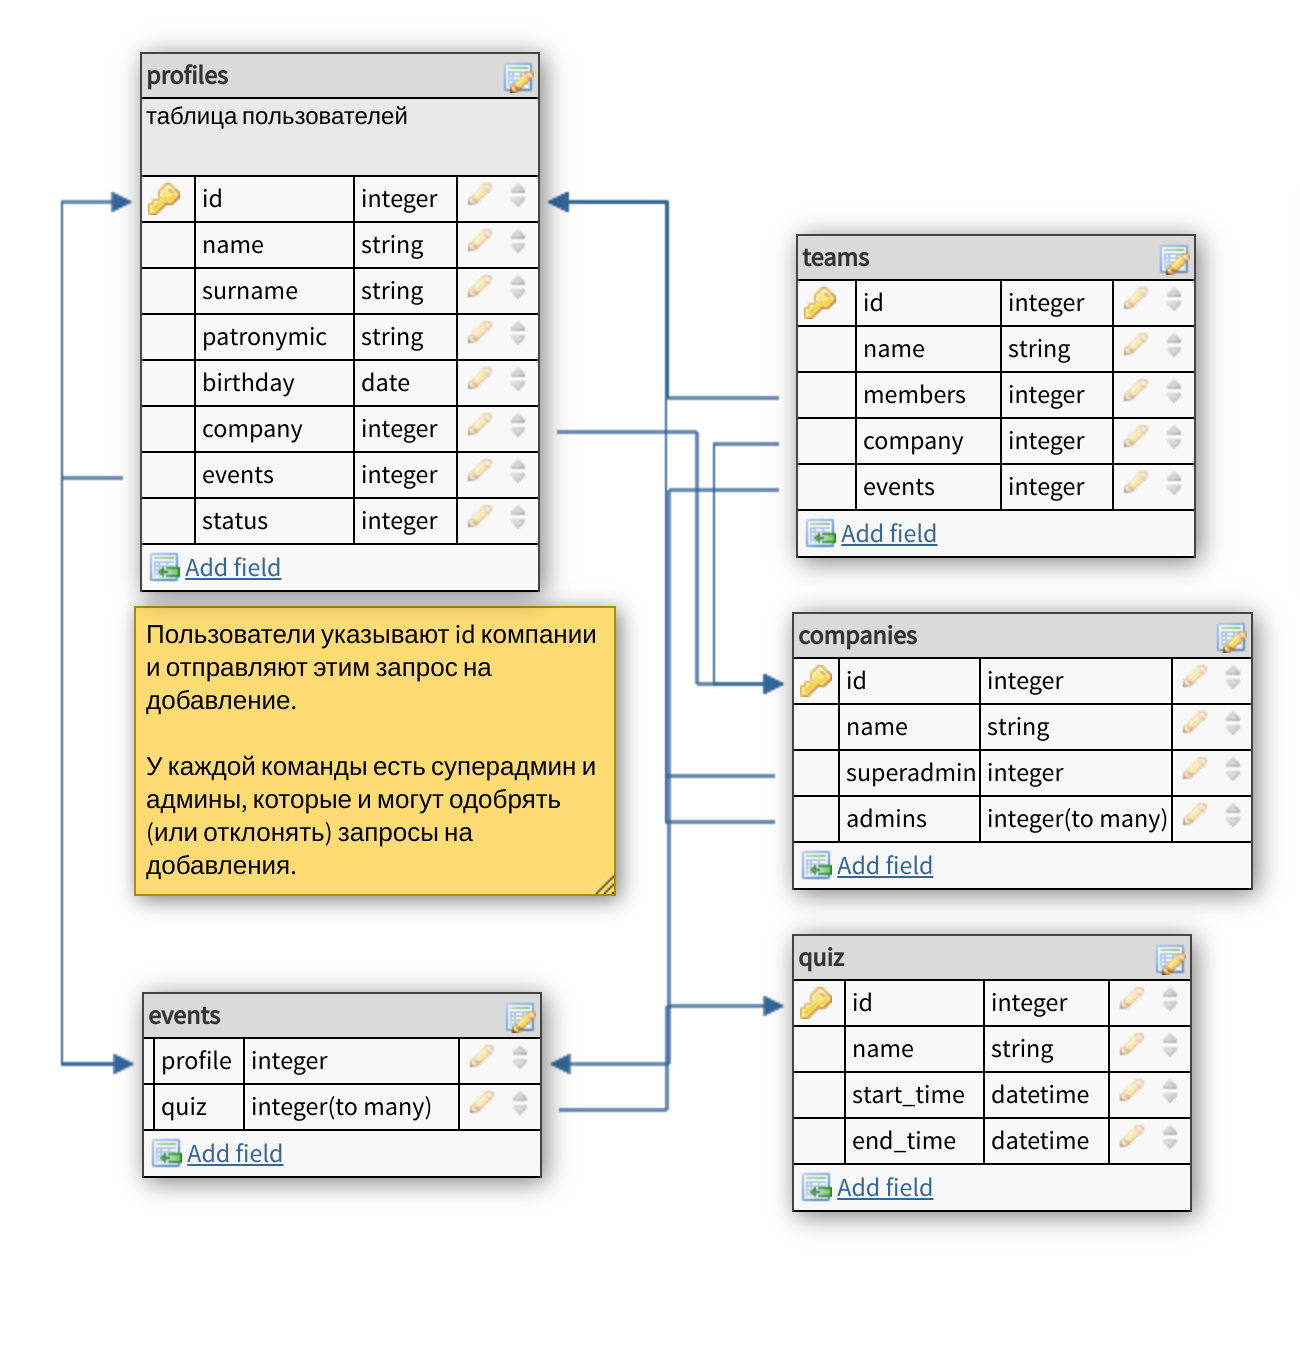 profiles
таблица пользователей
id integer
name string
surname string
patronymic string
birthday date
company integer
events integer
status integer
Add field
Пользователи указывают id компании
и отправляют этим запрос на
добавление.
У каждой команды есть суперадмин и
админы, которые и могут одобрять
(или отклонять) запросы на
добавления.
events
profile integer
quiz integer(to many)
Add field
teams
id integer
name string
members integer
company integer
events integer
Add field
companies
id integer
name string
superadmin integer
admins integer(to many)
Add field
quiz
id integer
name string
start_time datetime
end_time datetime
Add field